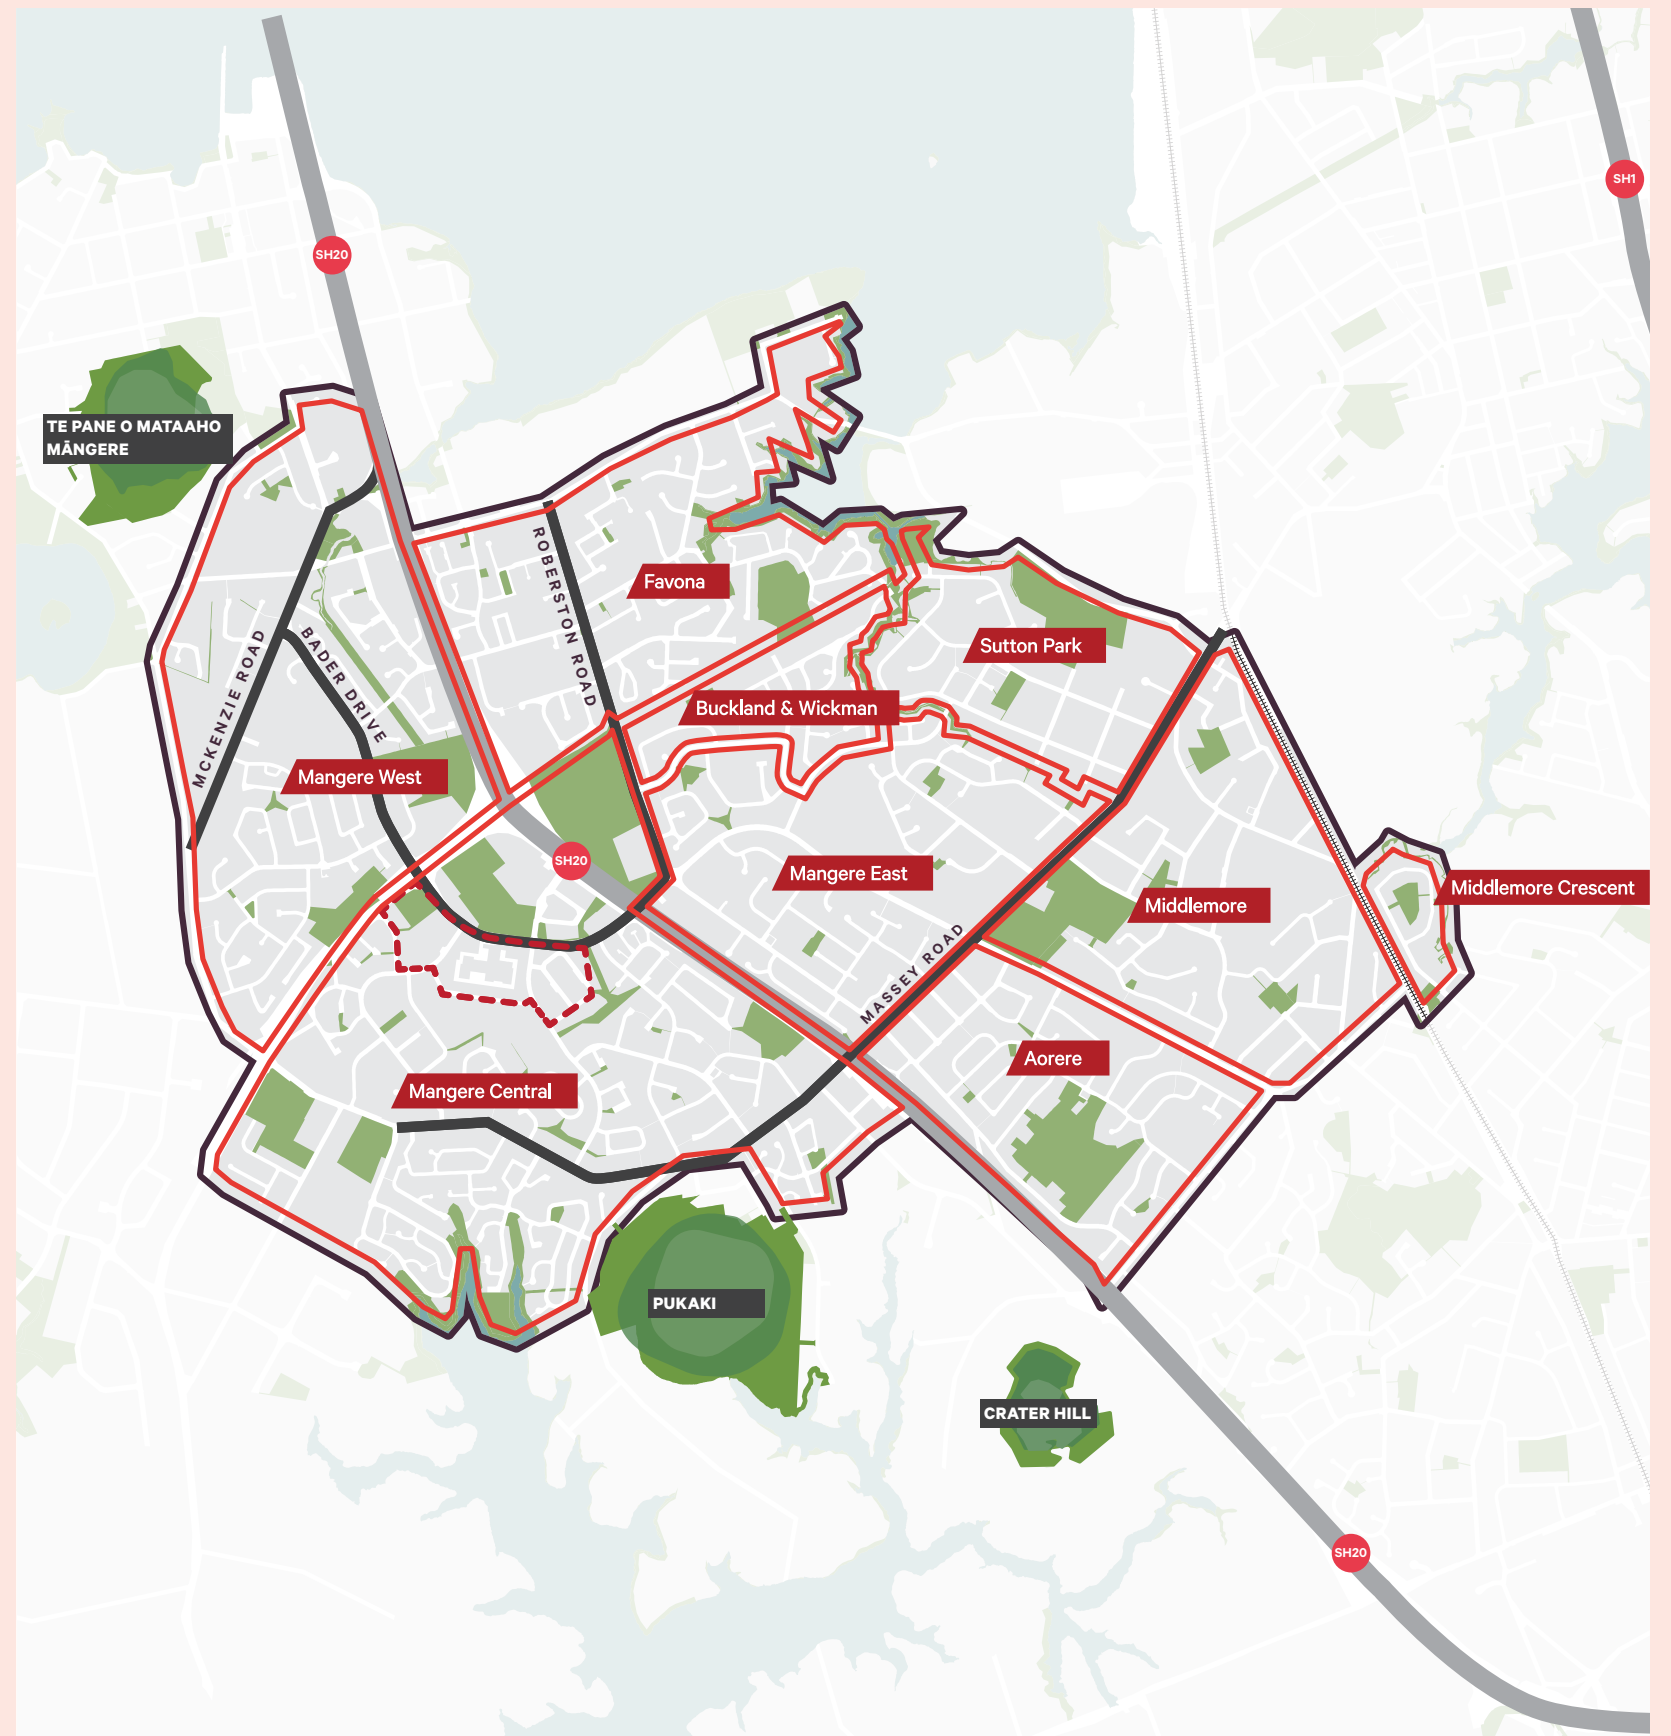 SH1
SH20
TE PANE O MATAAHO
MĀNGERE
ROBERSTON ROAD
Favona
MCKENZIE ROAD
BADER DRIVE
Sutton Park
Buckland & Wickman
Mangere West
SH20
Mangere East
Middlemore
Middlemore Crescent
MASSEY ROAD
Aorere
Mangere Central
PUKAKI
CRATER HILL
SH20